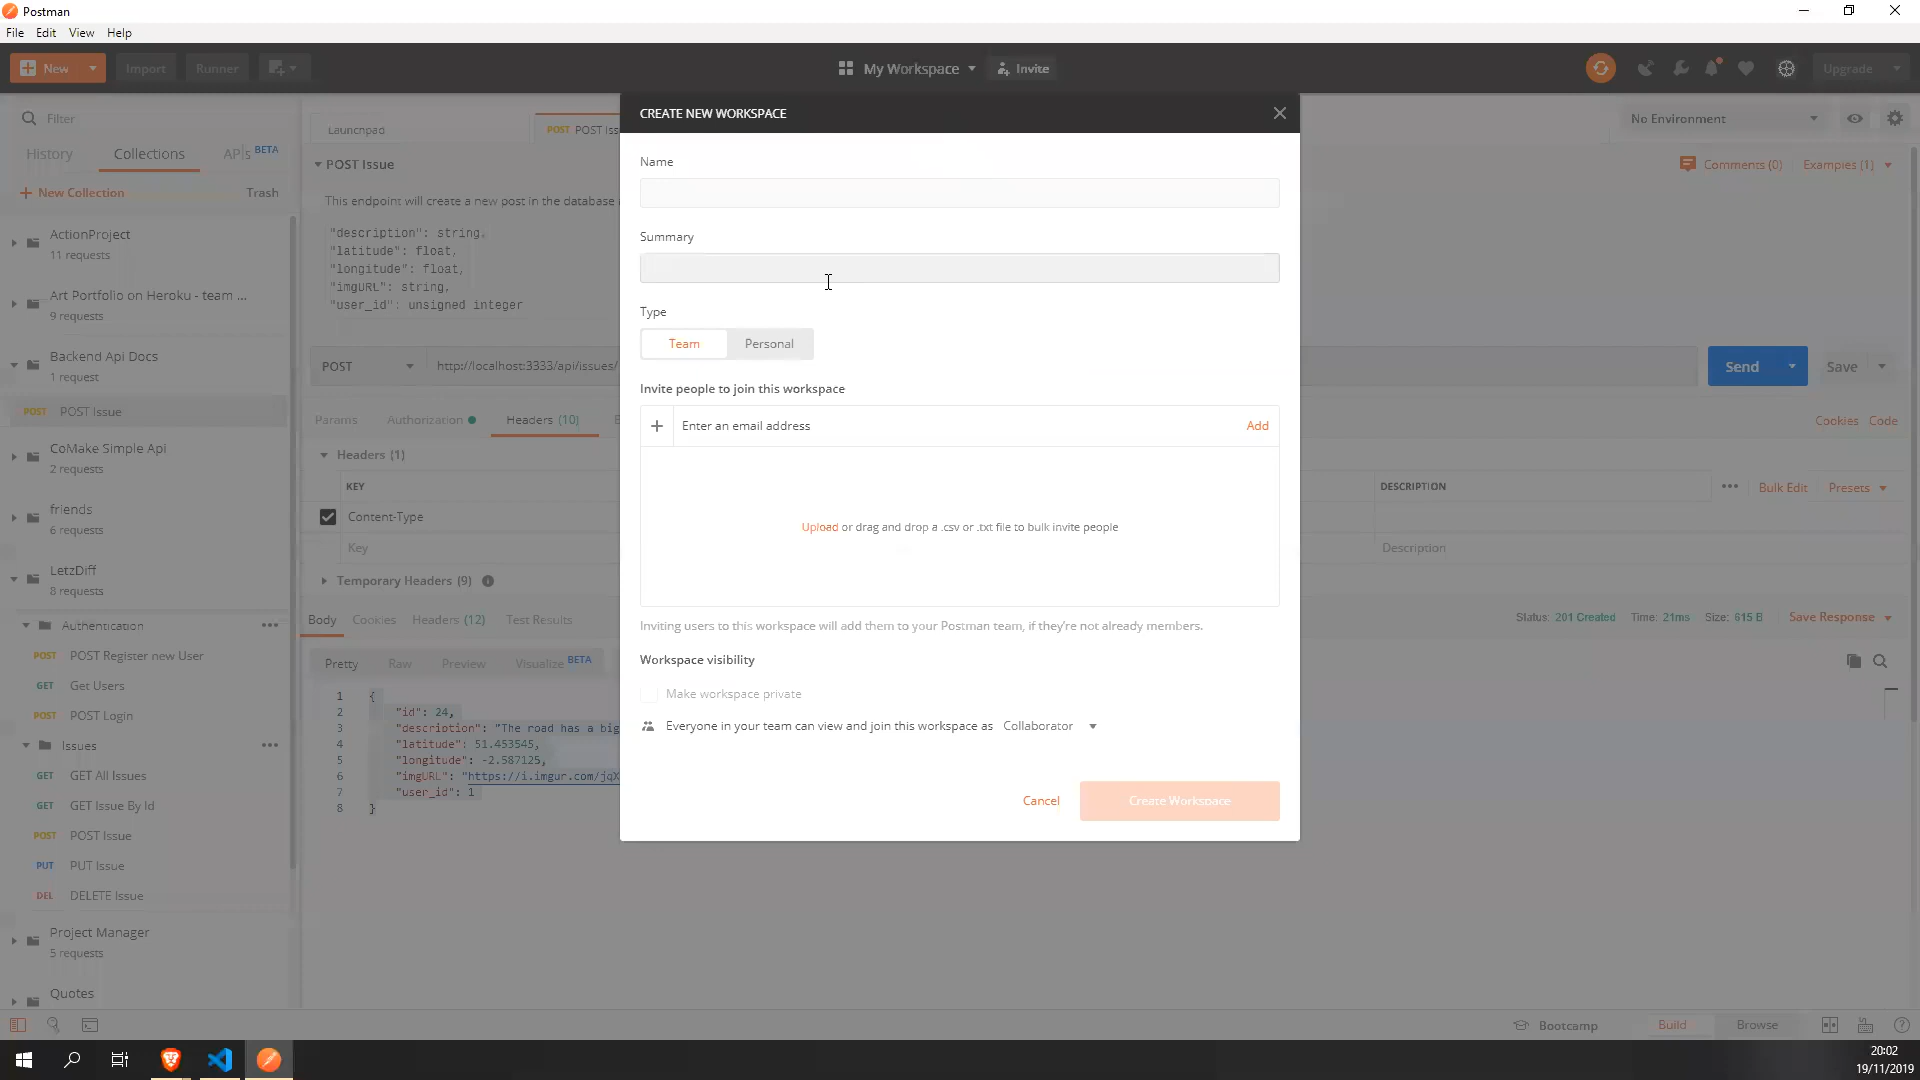 Postman
File Edit View Help
New Import Runner My Workspace Invite Upgrade
Filter
History Collections APIs BETA
New Collection Trash
ActionProject
11 requests
Art Portfolio on Heroku - team ...
9 requests
Backend Api Docs
1 request
POST POST Issue
CoMake Simple Api
2 requests
friends
6 requests
LetzDiff
8 requests
Authentication
POST POST Register new User
GET Get Users
POST POST Login
Issues
GET GET All Issues
GET GET Issue By Id
POST POST Issue
PUT PUT Issue
DEL DELETE Issue
Project Manager
5 requests
Quotes
Launchpad POST POST Iss
No Environment
POST Issue
Comments (0) Examples (1)
This endpoint will create a new post in the database
"description": string,
"latitude": float,
"longitude": float,
"imgURL": string,
"user_id": unsigned integer
POST http://localhost:3333/api/issues/ Send Save
Params Authorization Headers (10) Cookies Code
Headers (1)
KEY DESCRIPTION Bulk Edit Presets
Content-Type
Key Description
Temporary Headers (9)
Body Cookies Headers (12) Test Results Status: 201 Created Time: 21ms Size: 615 B Save Response
Pretty Raw Preview Visualize BETA
1 {
2 "id": 24,
3 "description": "The road has a big
4 "latitude": 51.453545,
5 "longitude": -2.587125,
6 "imgURL": "https://i.imgur.com/jqX
7 "user_id": 1
8 }
CREATE NEW WORKSPACE
Name
Summary
Type
Team Personal
Invite people to join this workspace
Enter an email address Add
Upload or drag and drop a .csv or .txt file to bulk invite people
Inviting users to this workspace will add them to your Postman team, if they're not already members.
Workspace visibility
Make workspace private
Everyone in your team can view and join this workspace as Collaborator
Cancel Create Workspace
Bootcamp Build Browse
20:02
19/11/2019